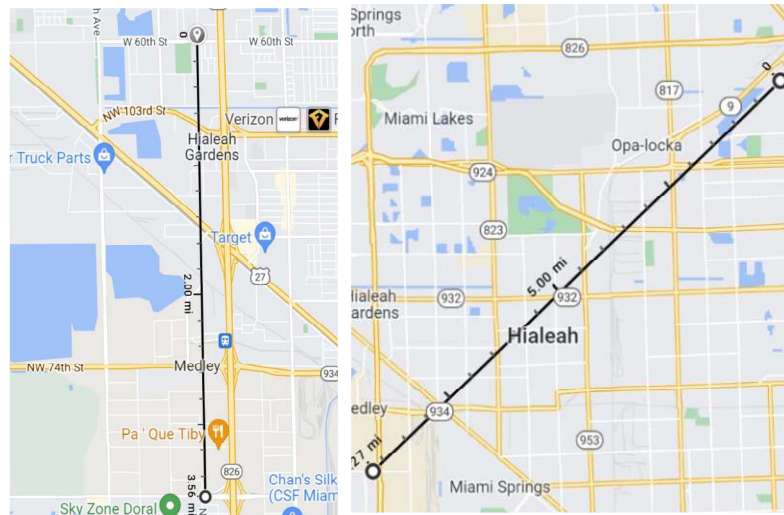 h Ave
W 60th St
0
W 60th St
NW 103rd St
Verizon
verizon
Hialeah
Gardens
r Truck Parts
Target
27
2.00 mi
NW 74th St
Medley
934
Pa ' Que Tiby
826
3.56 mi
N
Chan's Silk
(CSF Miam
Sky Zone Doral
Springs
orth
826
0
817
9
Miami Lakes
Opa-locka
924
823
5.00 mi
Hialeah
ardens
932
932
Hialeah
edley
934
.27 mi
953
Miami Springs